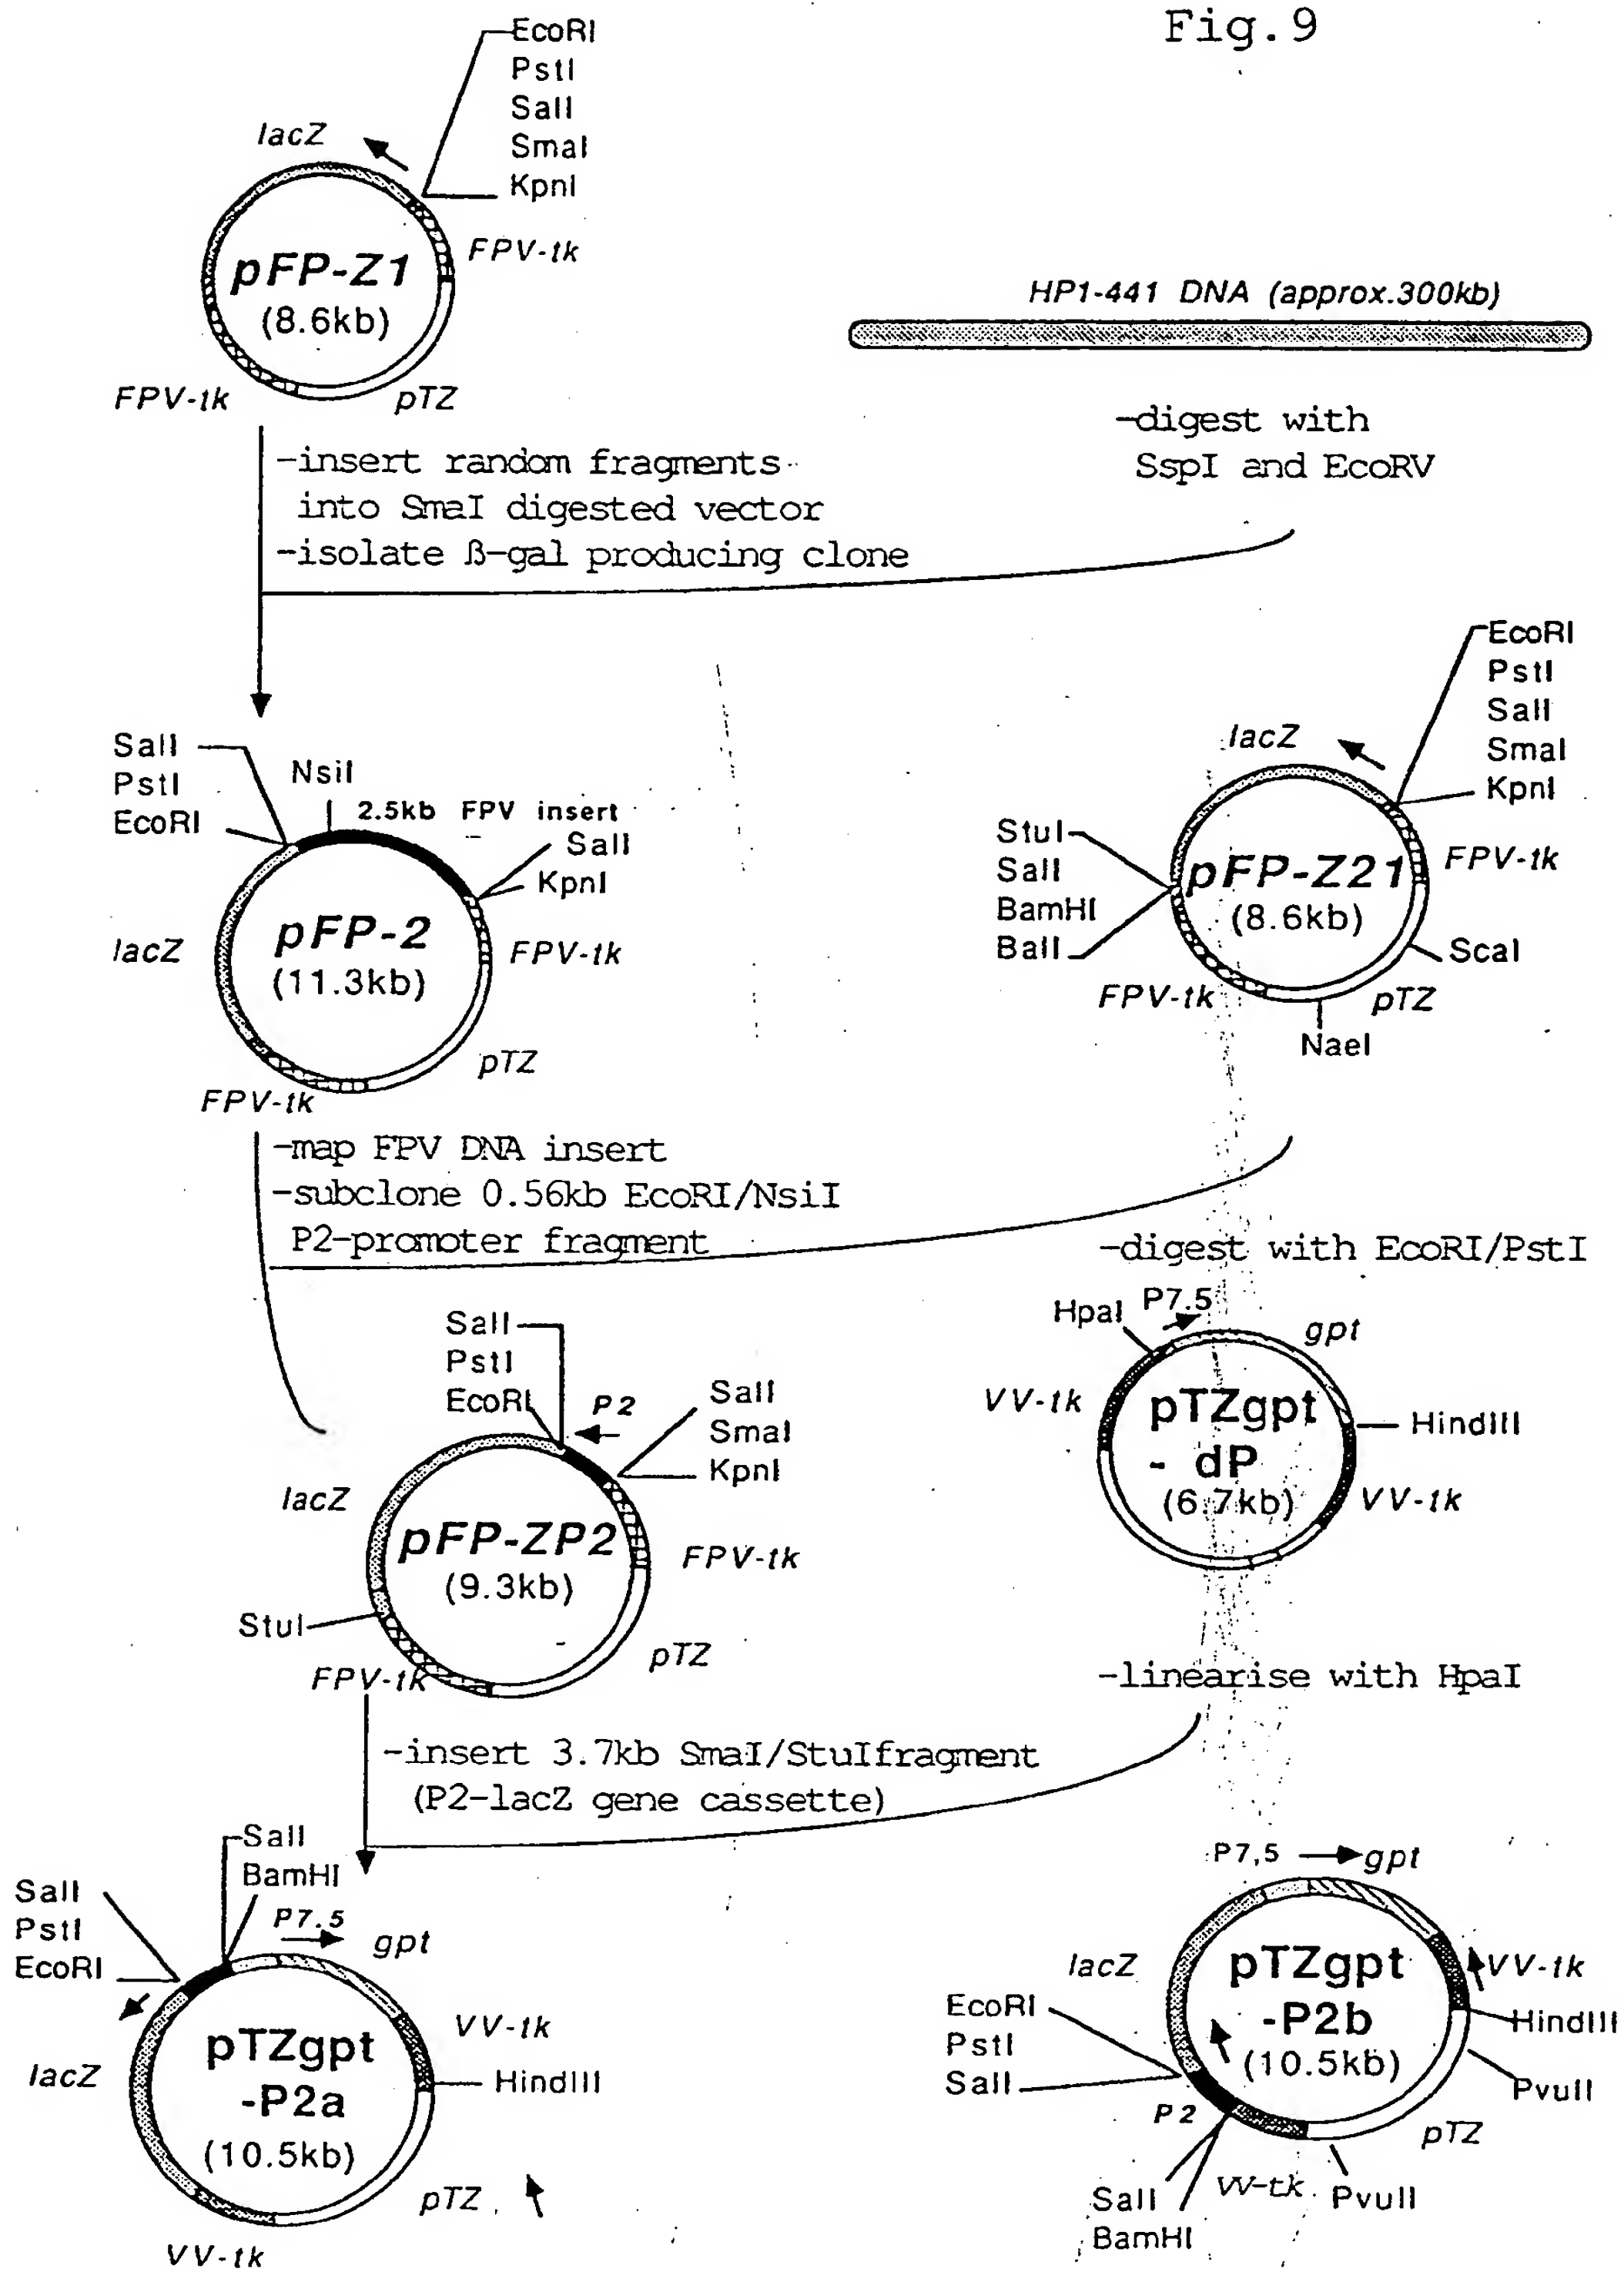 Fig.9
EcoRI
PstI
SalI
SmaI
KpnI
lacZ
FPV-tk
pFP-Z1
(8.6kb)
FPV-tk
pTZ
HP1-441 DNA (approx.300kb)
-digest with
SspI and EcoRV
-insert random fragments
into SmaI digested vector
-isolate ß-gal producing clone
SalI
PstI
EcoRI
NsiI
2.5kb FPV insert
SalI
KpnI
lacZ
pFP-2
(11.3kb)
FPV-tk
pTZ
FPV-tk
EcoRI
PstI
SalI
SmaI
KpnI
lacZ
StuI
SalI
BamHI
BalI
pFP-Z21
(8.6kb)
FPV-tk
ScaI
FPV-tk
pTZ
NaeI
-map FPV DNA insert
-subclone 0.56kb EcoRI/NsiI
P2-promoter fragment
-digest with EcoRI/PstI
SalI
PstI
EcoRI
P2
SalI
SmaI
KpnI
lacZ
pFP-ZP2
(9.3kb)
FPV-tk
StuI
FPV-tk
pTZ
HpaI
P7.5
gpt
VV-tk
pTZgpt
- dP
(6.7kb)
HindIII
VV-tk
-linearise with HpaI
-insert 3.7kb SmaI/StuIfragment
(P2-lacZ gene cassette)
SalI
BamHI
SalI
PstI
EcoRI
P7.5
gpt
VV-tk
pTZgpt
-P2a
(10.5kb)
lacZ
HindIII
pTZ
VV-tk
P7,5
gpt
lacZ
pTZgpt
-P2b
(10.5kb)
VV-tk
HindIII
EcoRI
PstI
SalI
PvuII
P2
pTZ
SalI
BamHI
VV-tk
PvuII